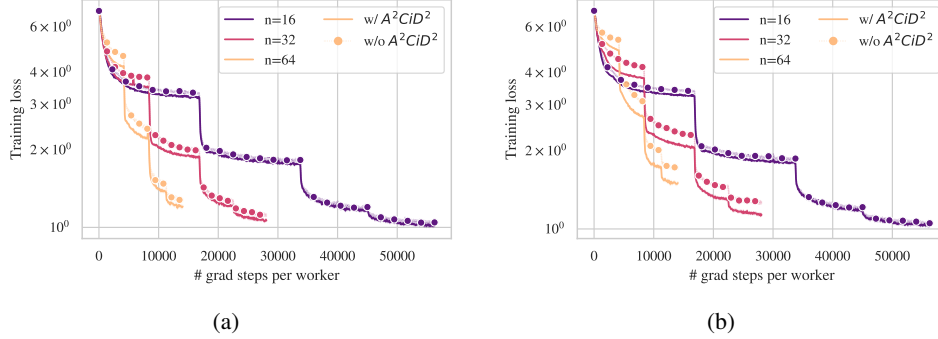 6 × 10⁰
4 × 10⁰
3 × 10⁰
2 × 10⁰
10⁰
Training loss
n=16
n=32
n=64
w/ A²CiD²
w/o A²CiD²
0 10000 20000 30000 40000 50000
# grad steps per worker
(a)
6 × 10⁰
4 × 10⁰
3 × 10⁰
2 × 10⁰
10⁰
Training loss
n=16
n=32
n=64
w/ A²CiD²
w/o A²CiD²
0 10000 20000 30000 40000 50000
# grad steps per worker
(b)